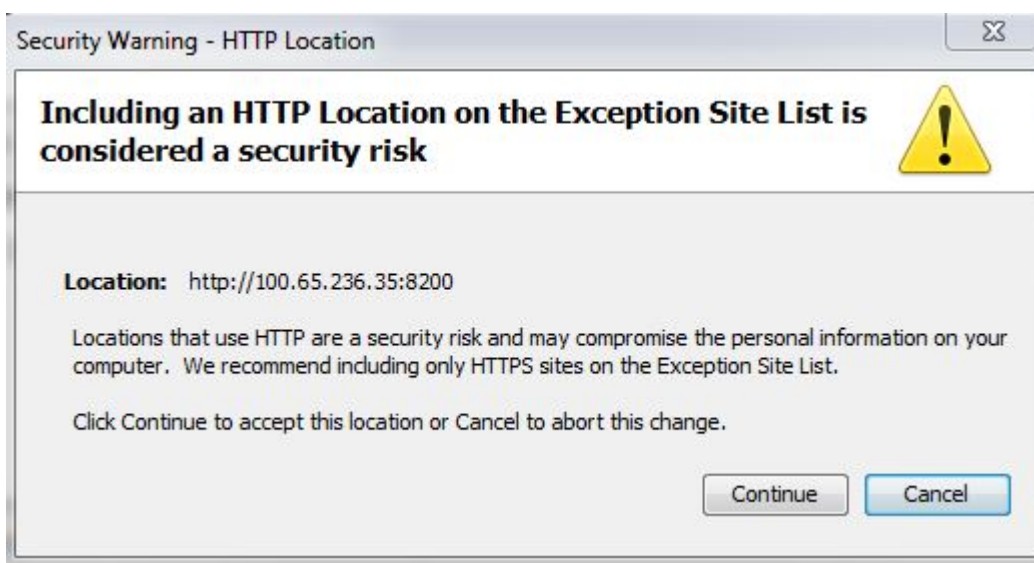 Security Warning - HTTP Location
Including an HTTP Location on the Exception Site List is
considered a security risk
Location: http://100.65.236.35:8200
Locations that use HTTP are a security risk and may compromise the personal information on your
computer. We recommend including only HTTPS sites on the Exception Site List.
Click Continue to accept this location or Cancel to abort this change.
Continue Cancel